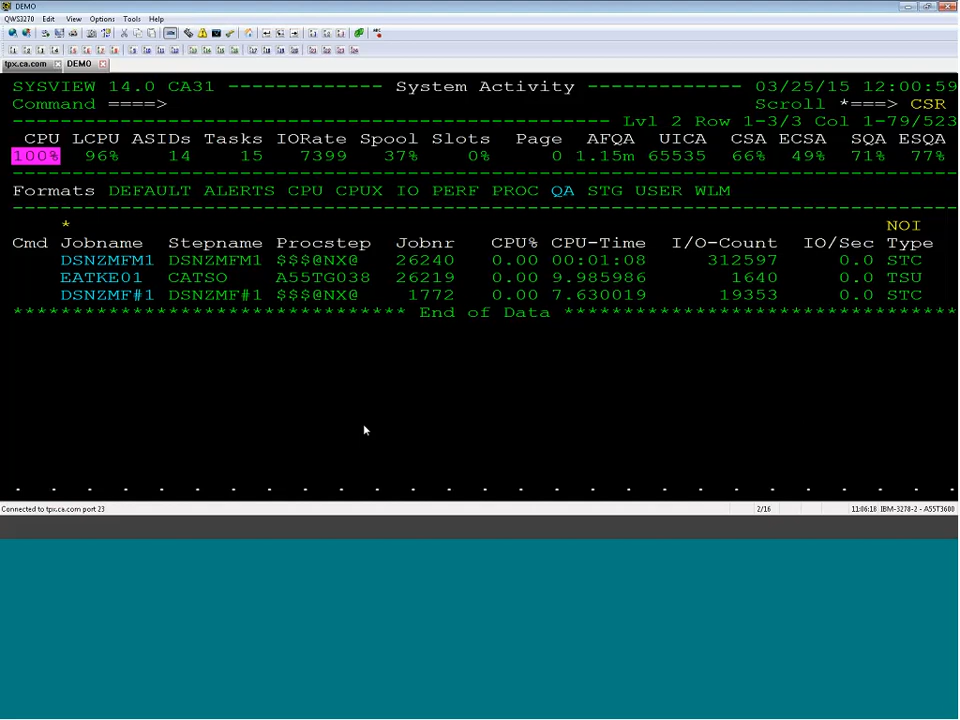 DEMO
QWS3270 Edit View Options Tools Help
tpx.ca.com DEMO
SYSVIEW 14.0 CA31 ------------- System Activity ------------- 03/25/15 12:00:59
Command ====> Scroll *===> CSR
-------------------------------------------------- Lvl 2 Row 1-3/3 Col 1-79/523
CPU LCPU ASIDs Tasks IORate Spool Slots Page AFQA UICA CSA ECSA SQA ESQA
100% 96% 14 15 7399 37% 0% 0 1.15m 65535 66% 49% 71% 77%
-------------------------------------------------------------------------------
Formats DEFAULT ALERTS CPU CPUX IO PERF PROC QA STG USER WLM
-------------------------------------------------------------------------------
* NOI
Cmd Jobname Stepname Procstep Jobnr CPU% CPU-Time I/O-Count IO/Sec Type
DSNZMFM1 DSNZMFM1 $$$@NX@ 26240 0.00 00:01:08 312597 0.0 STC
EATKE01 CATSO A55TG038 26219 0.00 9.985986 1640 0.0 TSU
DSNZMF#1 DSNZMF#1 $$$@NX@ 1772 0.00 7.630019 19353 0.0 STC
********************************* End of Data *********************************
. . . . . . . . . . . . . . . . . . . . . . . . . . .
Connected to tpx.ca.com port 23 2/16 11:06:18 IBM-3278-2 - A55T3600